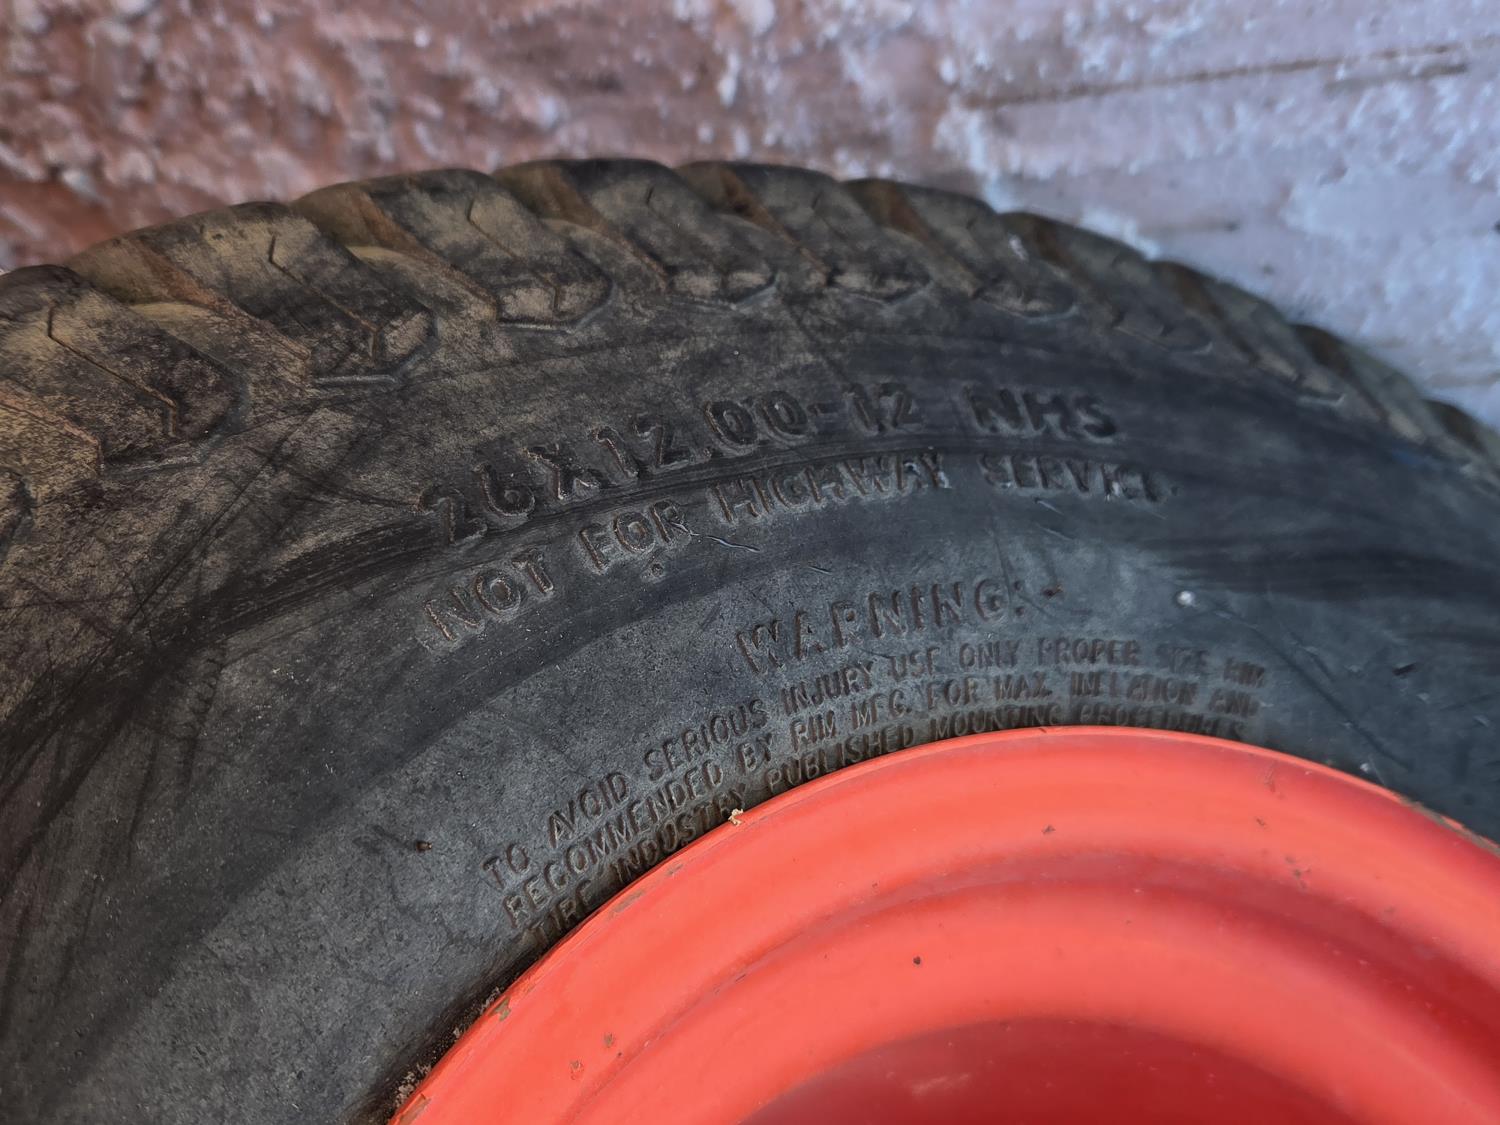 26X12.00-12 NHS
NOT FOR HIGHWAY SERVICE
WARNING:
TO AVOID SERIOUS INJURY USE ONLY PROPER SIZE RIM
RECOMMENDED BY RIM MFG. FOR MAX. INFLATION AND
TIRE INDUSTRY PUBLISHED MOUNTING PROCEDURES